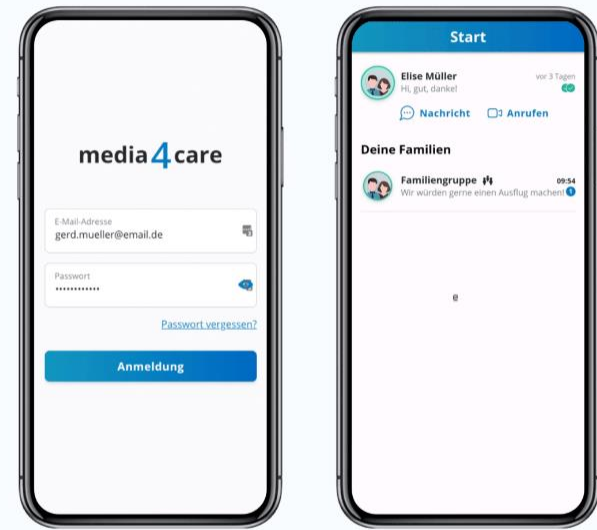 media4care
E-Mail-Adresse
gerd.mueller@email.de
Passwort
••••••••••••
Passwort vergessen?
Anmeldung
Start
Elise Müller
vor 3 Tagen
Hi, gut, danke!
Nachricht
Anrufen
Deine Familien
Familiengruppe
09:54
Wir würden gerne einen Ausflug machen!
1
e